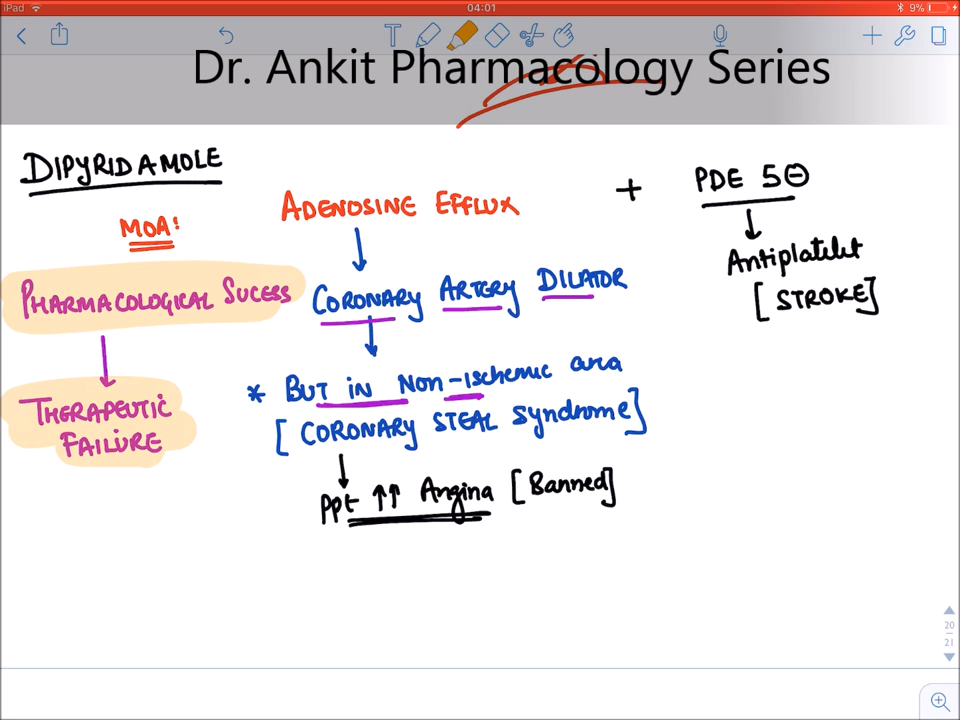 iPad 04:01 9%
Dr. Ankit Pharmacology Series
DIPYRIDAMOLE
MOA:
ADENOSINE EFFLUX + PDE 5⊖
Antiplatelet
[STROKE]
PHARMACOLOGICAL SUCESS
CORONARY ARTERY DILATOR
* BUT IN NON-ischemic area
[CORONARY STEAL Syndrome]
THERAPEUTIC
FAILURE
Ppt ↑↑ Angina [Banned]
20
21